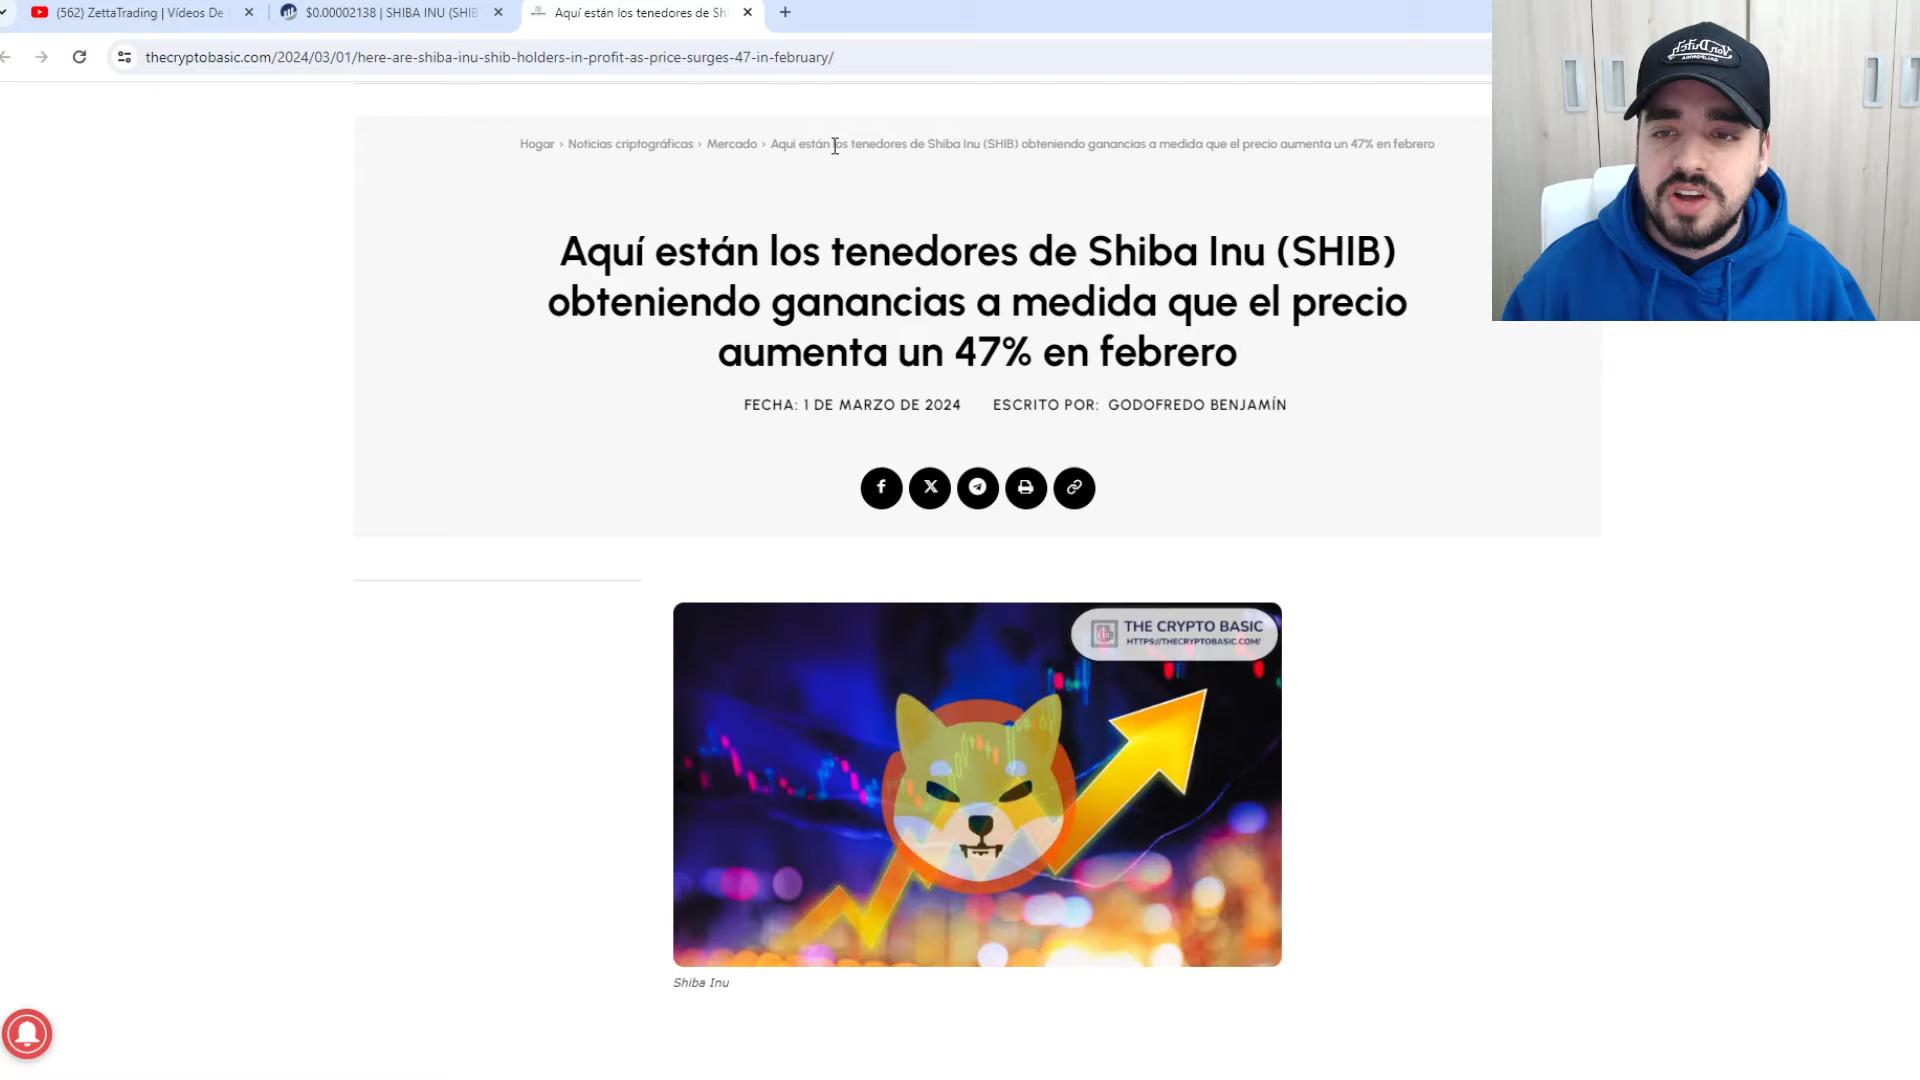 (562) ZettaTrading | Vídeos De
$0.00002138 | SHIBA INU (SHIB
Aquí están los tenedores de Sh
thecryptobasic.com/2024/03/01/here-are-shiba-inu-shib-holders-in-profit-as-price-surges-47-in-february/
Hogar › Noticias criptográficas › Mercado › Aquí están los tenedores de Shiba Inu (SHIB) obteniendo ganancias a medida que el precio aumenta un 47% en febrero
Aquí están los tenedores de Shiba Inu (SHIB)
obteniendo ganancias a medida que el precio
aumenta un 47% en febrero
FECHA: 1 DE MARZO DE 2024 ESCRITO POR: GODOFREDO BENJAMÍN
THE CRYPTO BASIC
HTTPS://THECRYPTOBASIC.COM/
Shiba Inu
Von Dutch